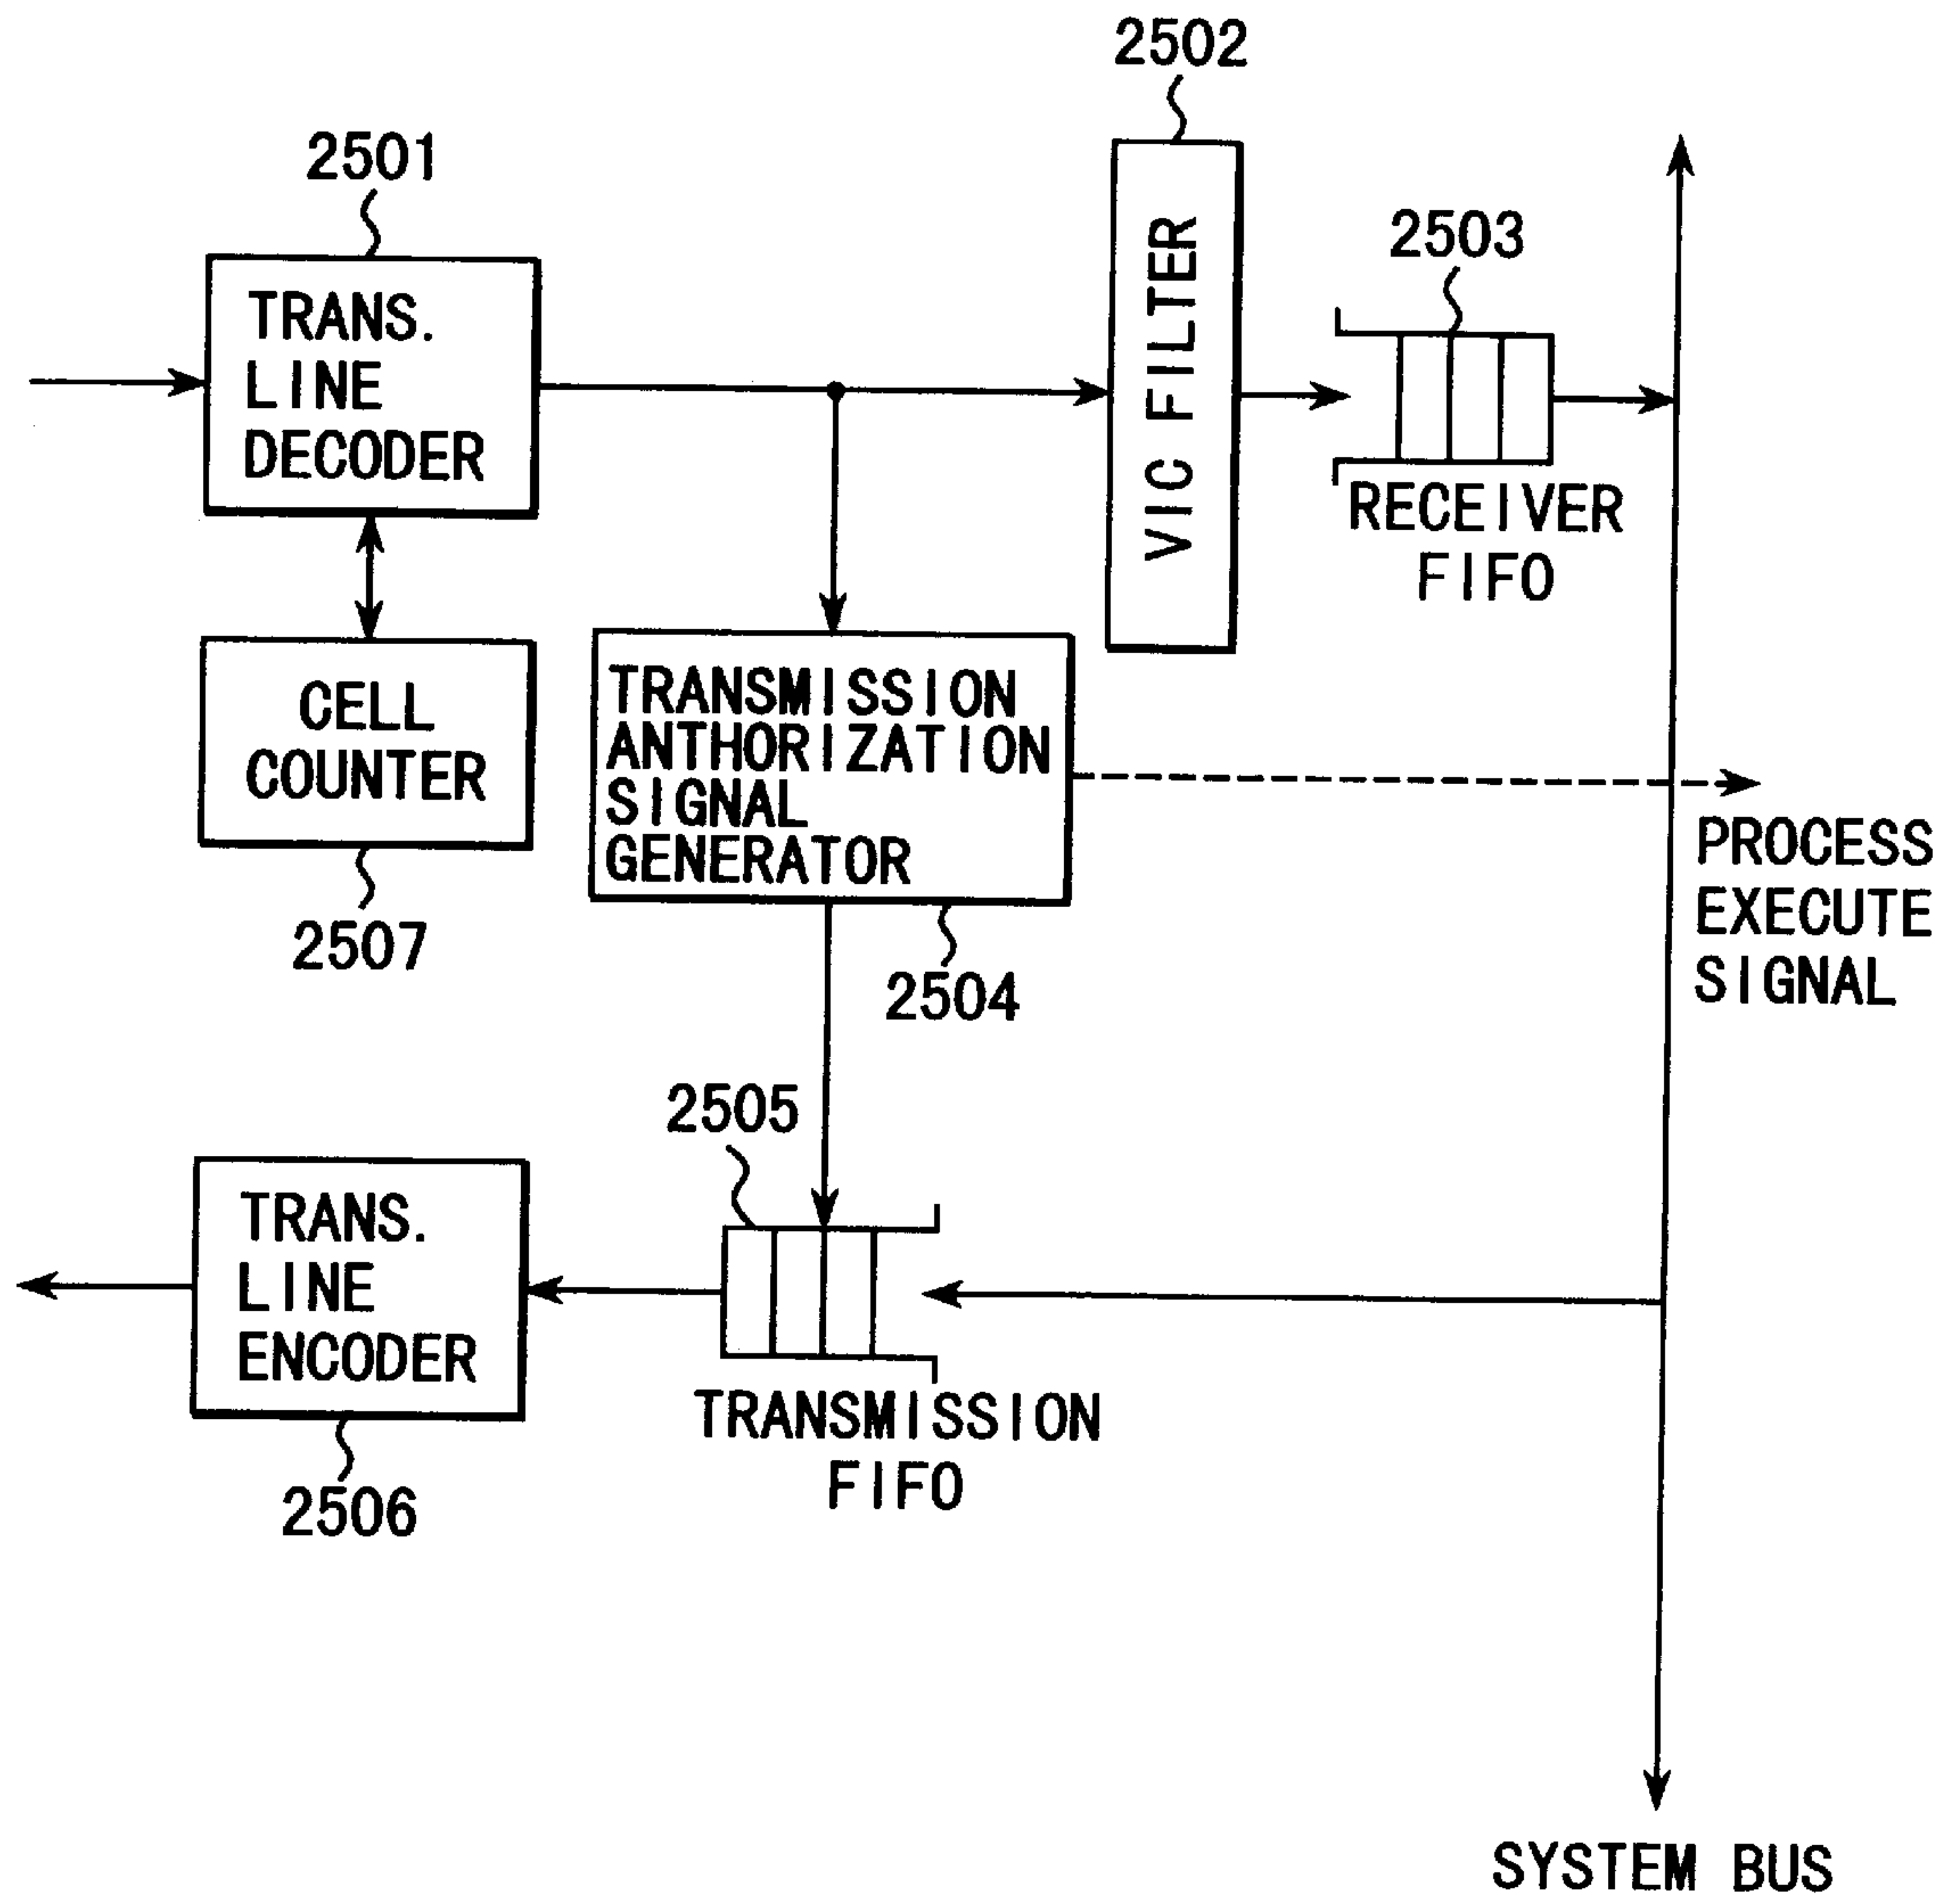 2502
2501
2503
TRANS.
LINE
DECODER
VIC FILTER
RECEIVER
FIFO
CELL
COUNTER
TRANSMISSION
ANTHORIZATION
SIGNAL
GENERATOR
PROCESS
EXECUTE
SIGNAL
2507
2504
2505
TRANS.
LINE
ENCODER
TRANSMISSION
FIFO
2506
SYSTEM BUS